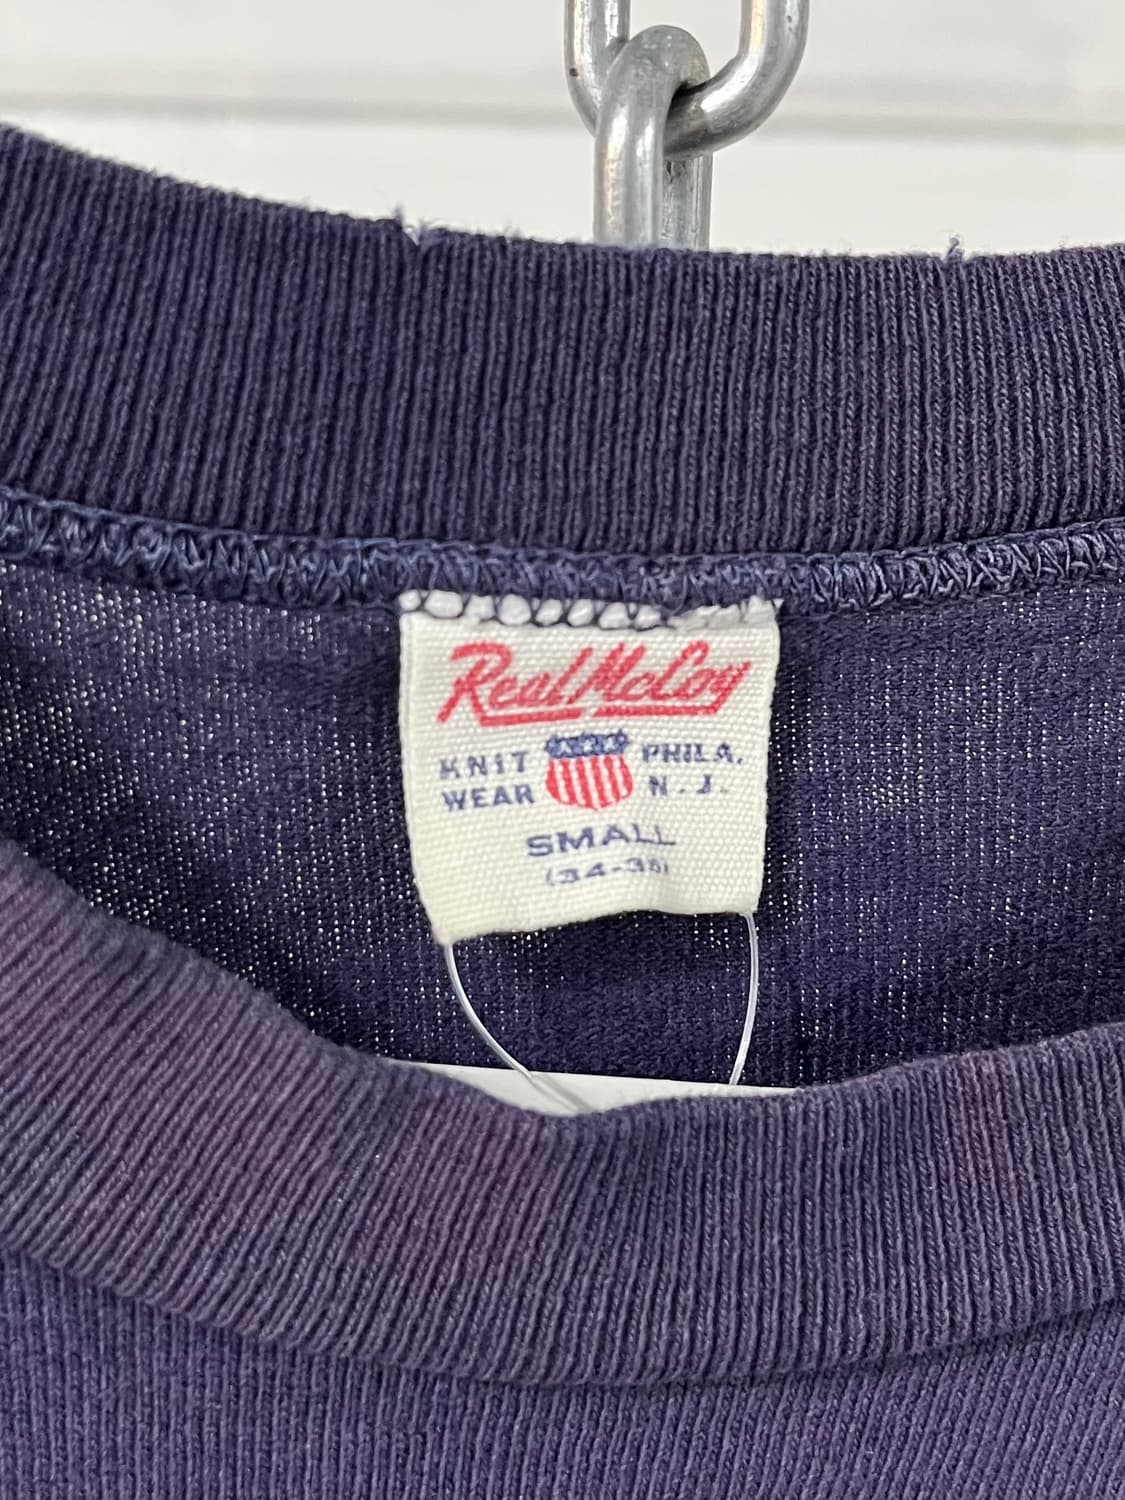 Real McCoy
KNIT PHILA.
WEAR N.J.
SMALL
(34-36)